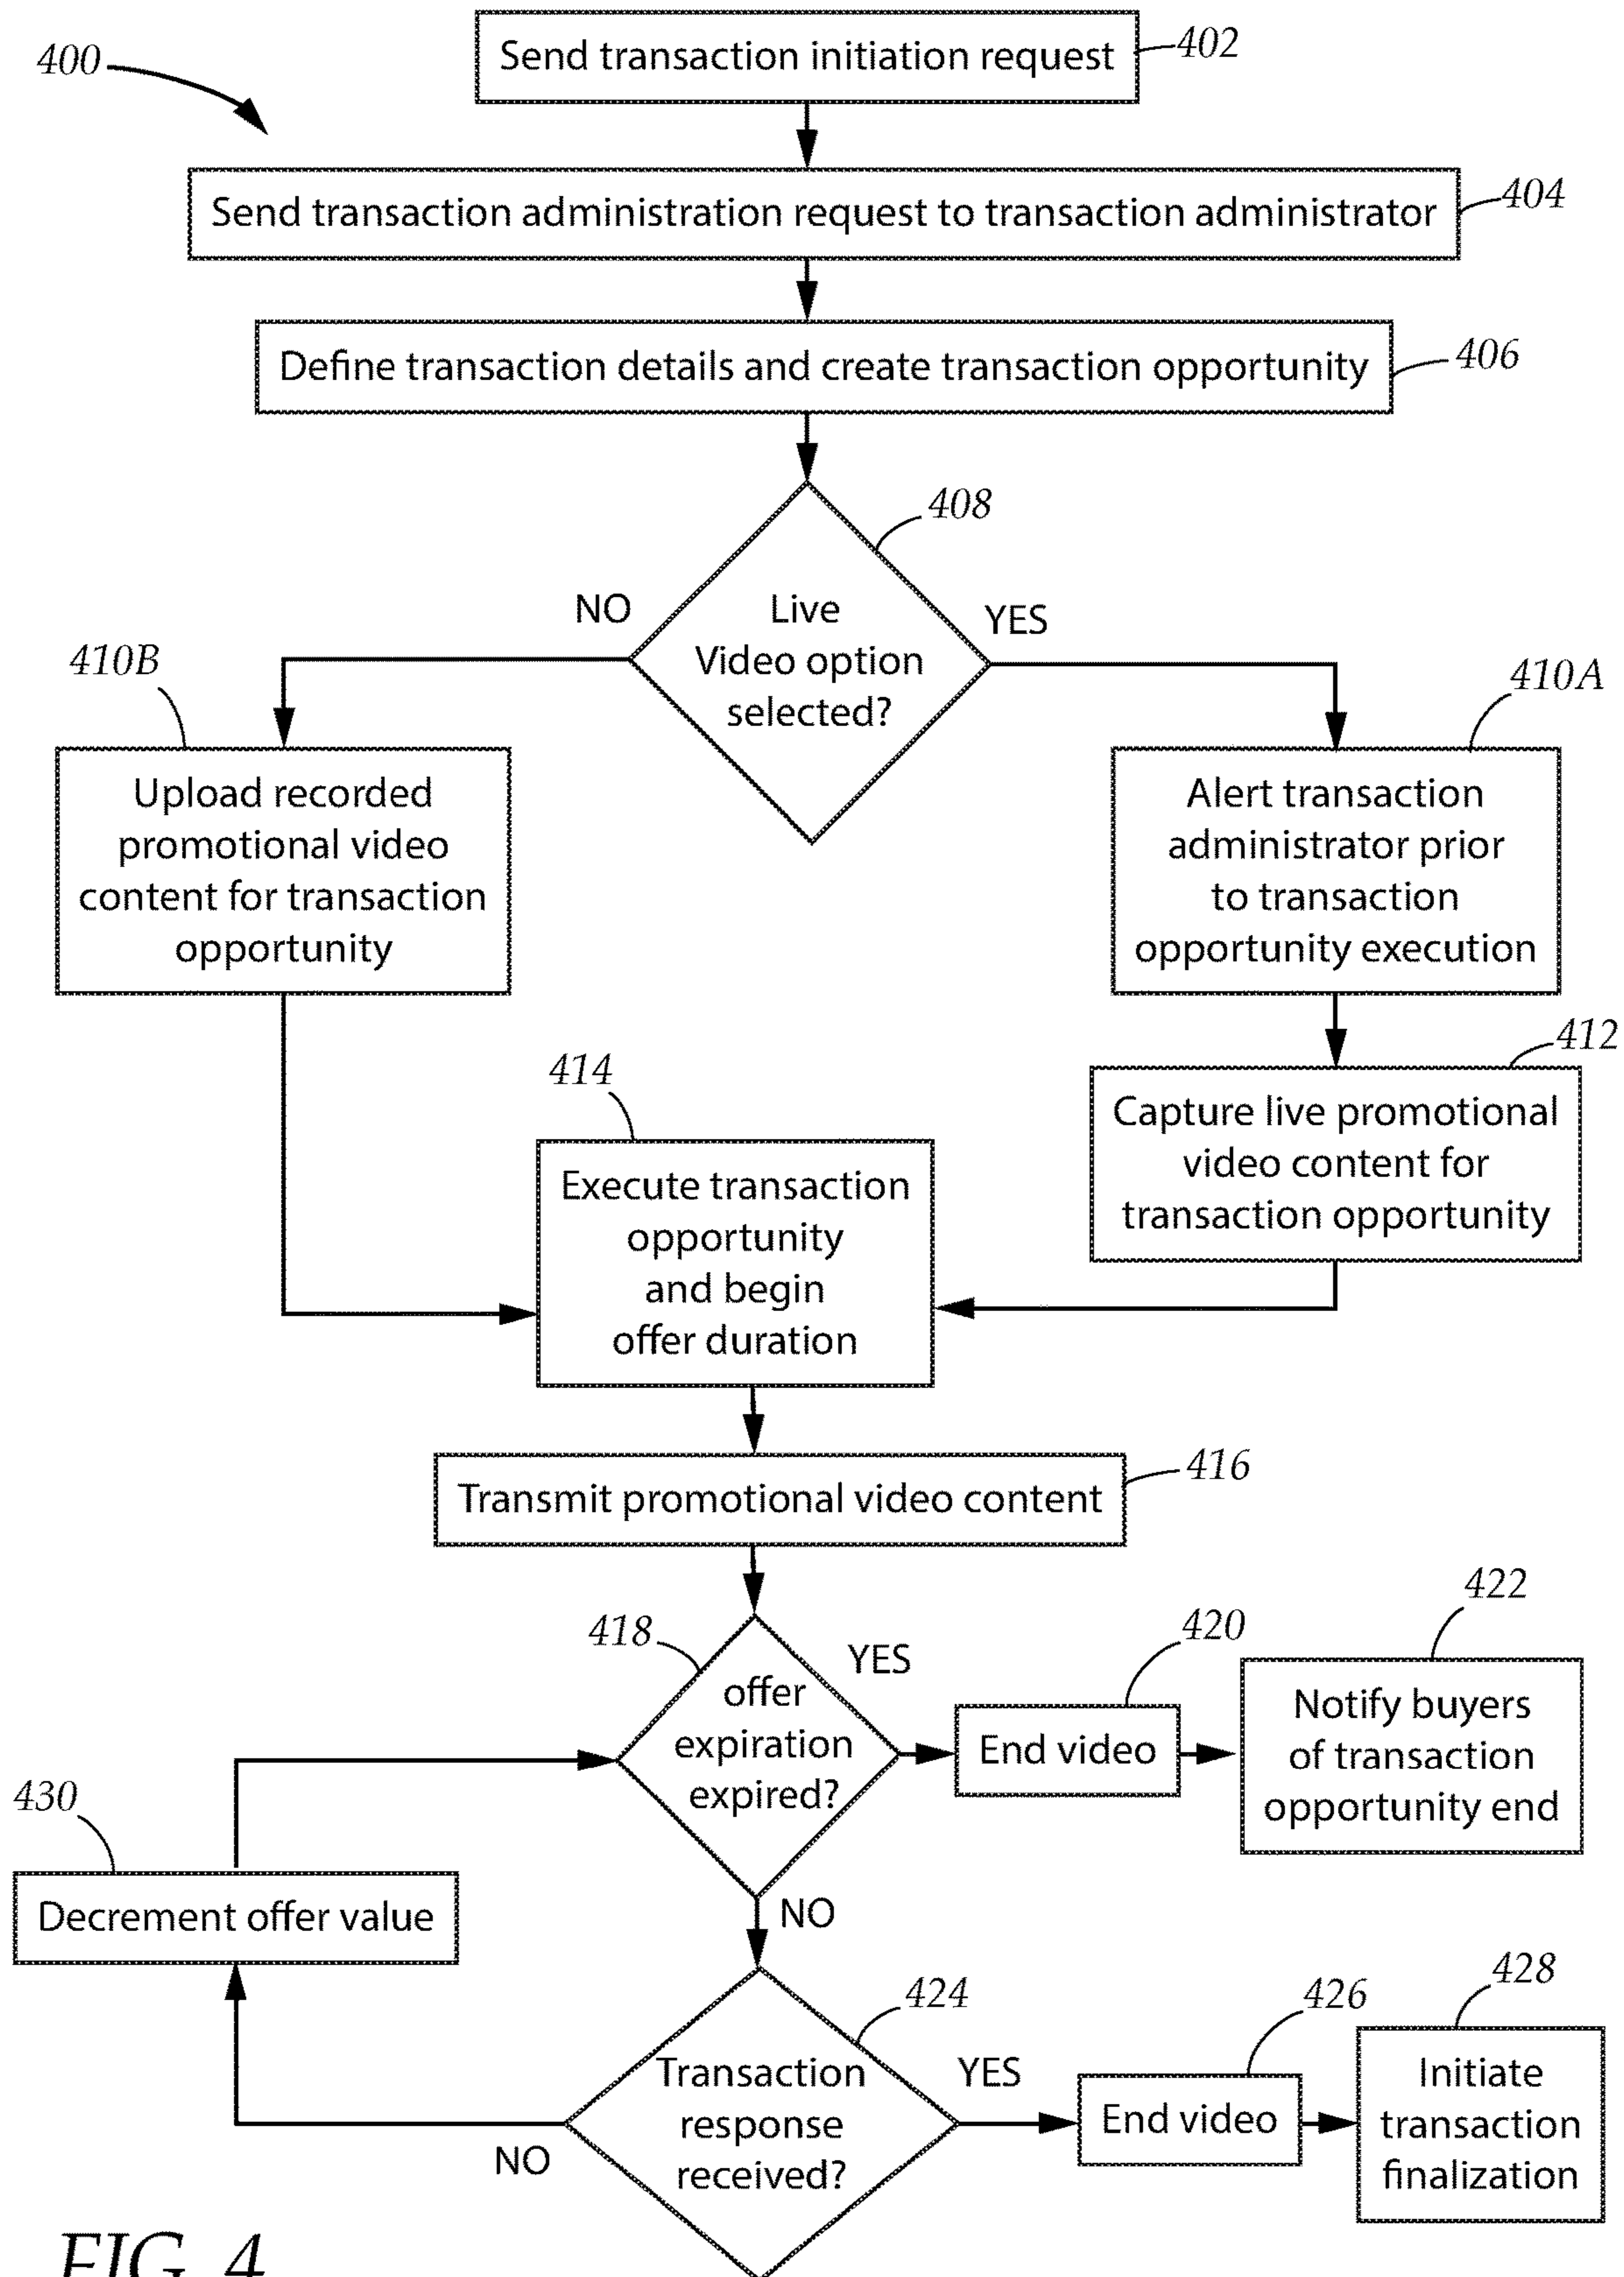 400
Send transaction initiation request
402
Send transaction administration request to transaction administrator
404
Define transaction details and create transaction opportunity
406
408
Live
Video option
selected?
NO
YES
410B
Upload recorded
promotional video
content for transaction
opportunity
410A
Alert transaction
administrator prior
to transaction
opportunity execution
412
Capture live promotional
video content for
transaction opportunity
414
Execute transaction
opportunity
and begin
offer duration
416
Transmit promotional video content
418
offer
expiration
expired?
YES
420
End video
422
Notify buyers
of transaction
opportunity end
NO
430
Decrement offer value
424
Transaction
response
received?
NO
YES
426
End video
428
Initiate
transaction
finalization
FIG. 4